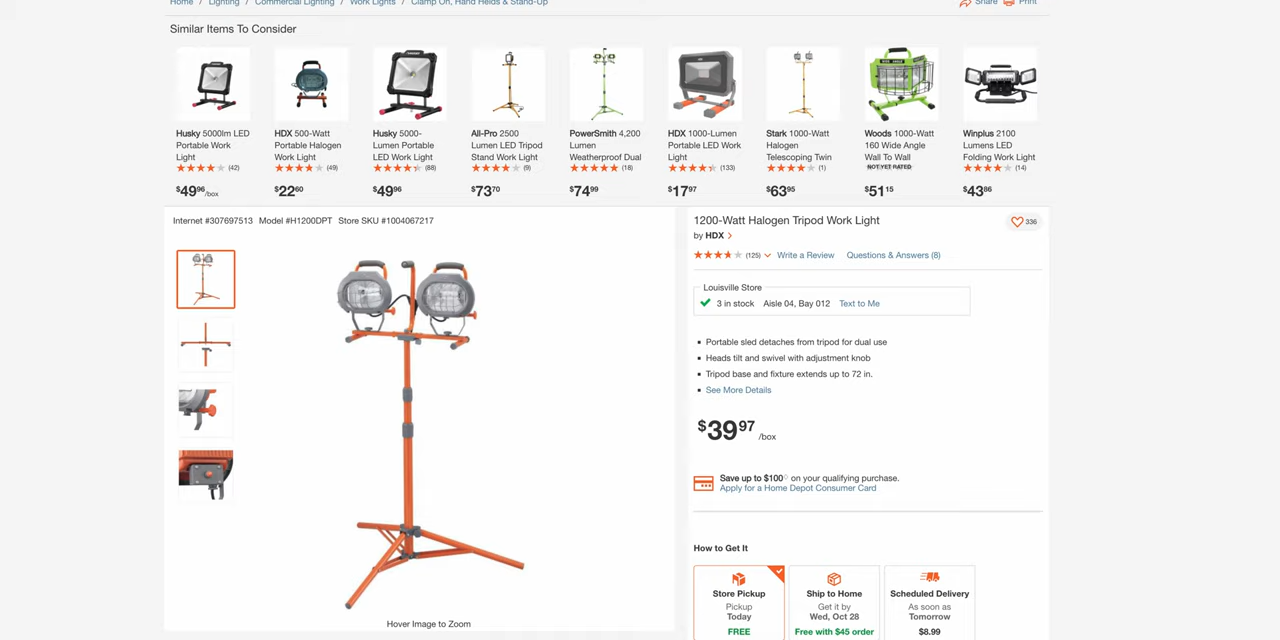 Home / Lighting / Commercial Lighting / Work Lights / Clamp On, Hand Helds & Stand-Up
Share Print
Similar Items To Consider
Husky 5000lm LED Portable Work Light
(42)
$49 96 /box
HDX 500-Watt Portable Halogen Work Light
(49)
$22 60
Husky 5000-Lumen Portable LED Work Light
(88)
$49 96
All-Pro 2500 Lumen LED Tripod Stand Work Light
(9)
$73 70
PowerSmith 4,200 Lumen Weatherproof Dual
(18)
$74 99
HDX 1000-Lumen Portable LED Work Light
(133)
$17 97
Stark 1000-Watt Halogen Telescoping Twin
(1)
$63 95
Woods 1000-Watt 160 Wide Angle Wall To Wall
NOT YET RATED
$51 15
Winplus 2100 Lumens LED Folding Work Light
(14)
$43 86
Internet #307697513 Model #H1200DPT Store SKU #1004067217
Hover Image to Zoom
1200-Watt Halogen Tripod Work Light
336
by HDX
(125) Write a Review Questions & Answers (8)
Louisville Store
3 in stock Aisle 04, Bay 012 Text to Me
• Portable sled detaches from tripod for dual use
• Heads tilt and swivel with adjustment knob
• Tripod base and fixture extends up to 72 in.
• See More Details
$39 97 /box
Save up to $100◊ on your qualifying purchase.
Apply for a Home Depot Consumer Card
How to Get It
Store Pickup
Pickup
Today
FREE
Ship to Home
Get it by
Wed, Oct 28
Free with $45 order
Scheduled Delivery
As soon as
Tomorrow
$8.99